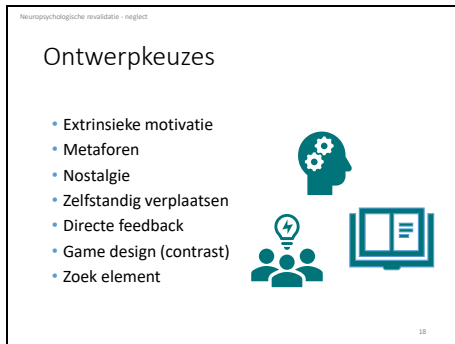 Neuropsychologische revalidatie - neglect
Ontwerpkeuzes
• Extrinsieke motivatie
• Metaforen
• Nostalgie
• Zelfstandig verplaatsen
• Directe feedback
• Game design (contrast)
• Zoek element
18